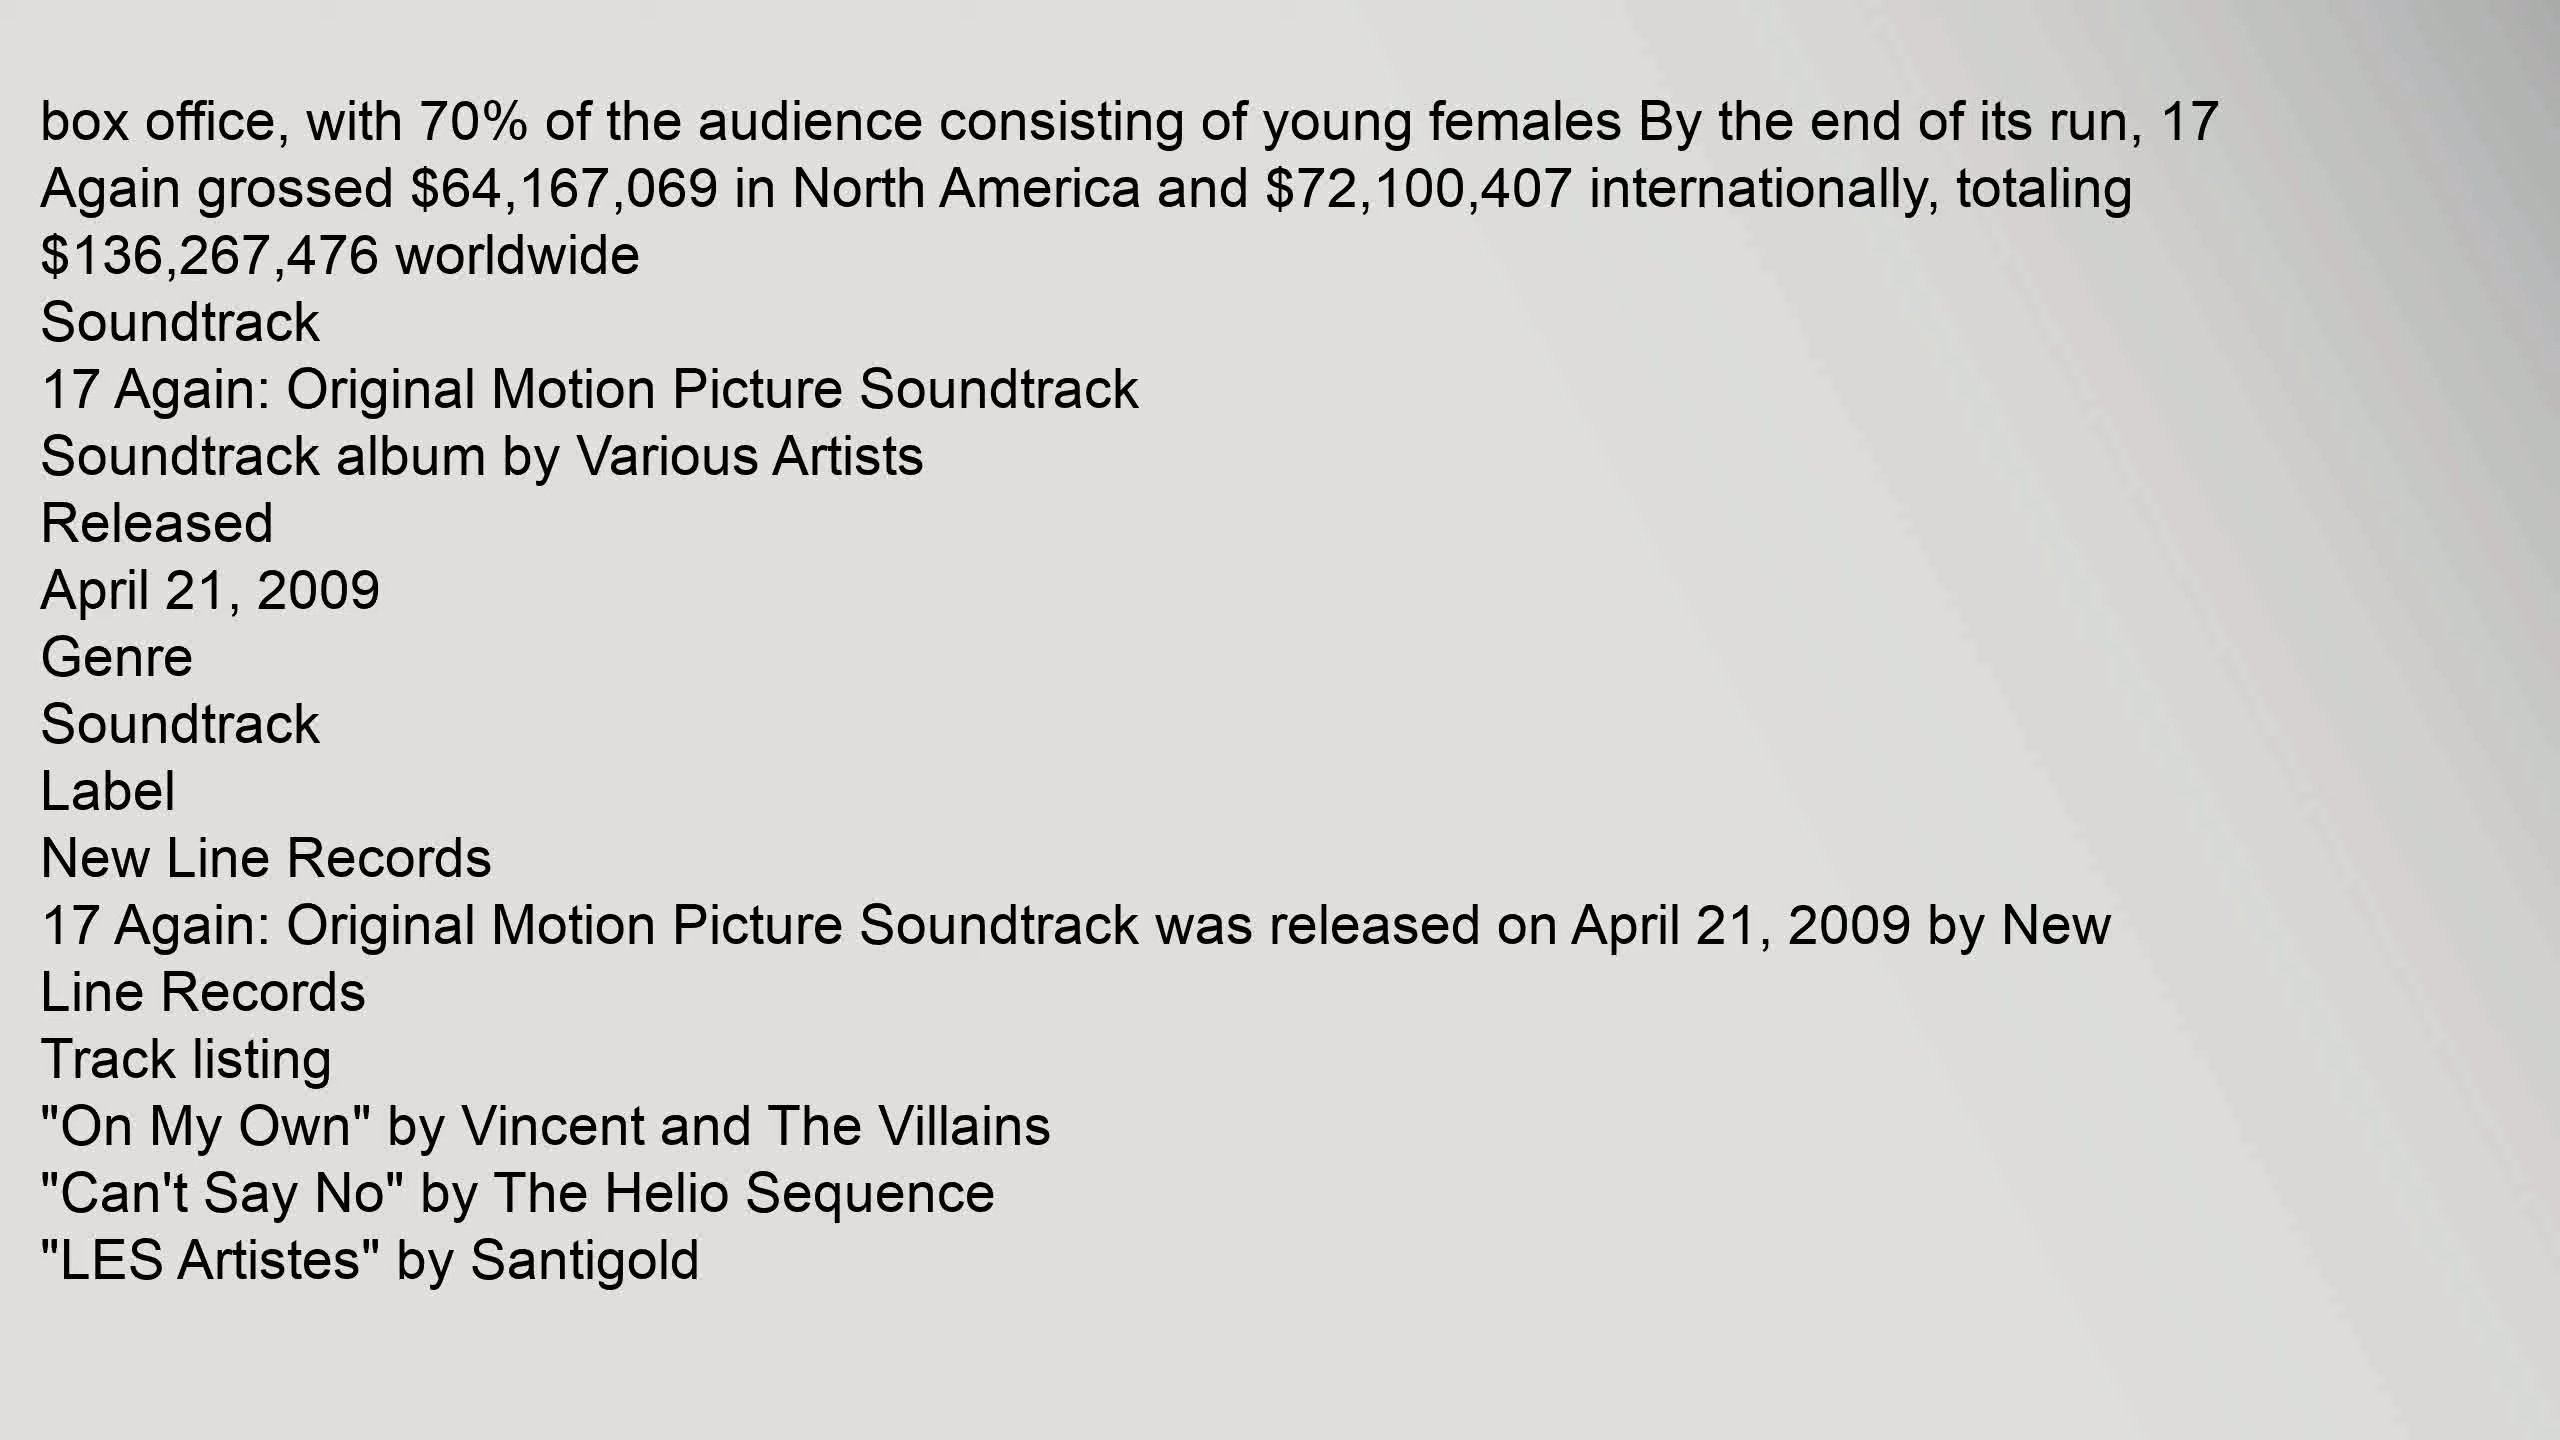 box office, with 70% of the audience consisting of young females By the end of its run, 17
Again grossed $64,167,069 in North America and $72,100,407 internationally, totaling
$136,267,476 worldwide
Soundtrack
17 Again: Original Motion Picture Soundtrack
Soundtrack album by Various Artists
Released
April 21, 2009
Genre
Soundtrack
Label
New Line Records
17 Again: Original Motion Picture Soundtrack was released on April 21, 2009 by New
Line Records
Track listing
"On My Own" by Vincent and The Villains
"Can't Say No" by The Helio Sequence
"LES Artistes" by Santigold